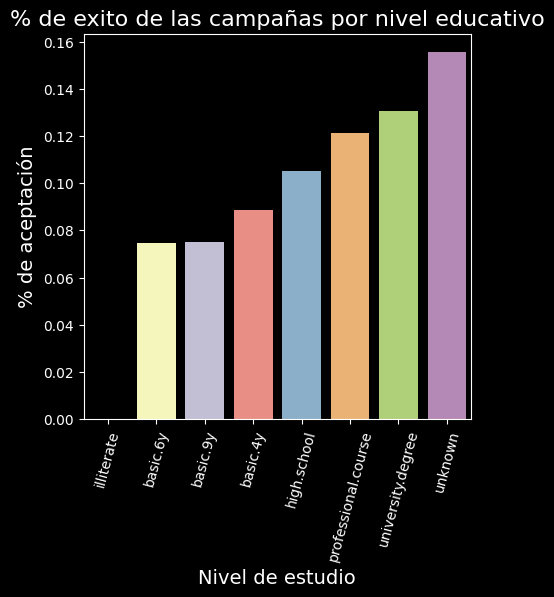 % de exito de las campañas por nivel educativo
% de aceptación
0.16
0.14
0.12
0.10
0.08
0.06
0.04
0.02
0.00
illiterate
basic.6y
basic.9y
basic.4y
high.school
professional.course
university.degree
unknown
Nivel de estudio